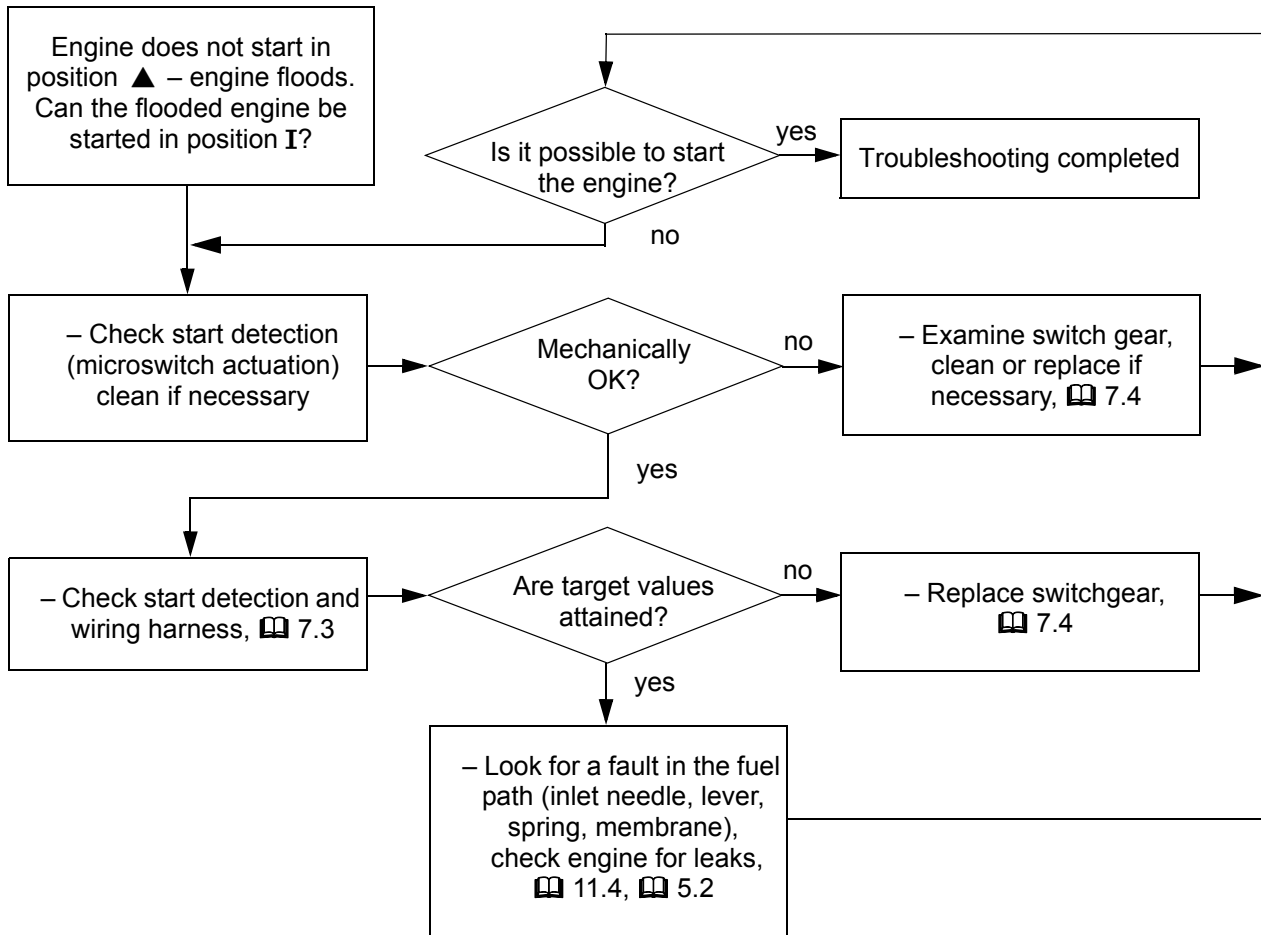 Engine does not start in
position ▲ – engine floods.
Can the flooded engine be
started in position I?
Is it possible to start
the engine?
yes
Troubleshooting completed
no
– Check start detection
(microswitch actuation)
clean if necessary
Mechanically
OK?
no
– Examine switch gear,
clean or replace if
necessary, 🕮 7.4
yes
– Check start detection and
wiring harness, 🕮 7.3
Are target values
attained?
no
– Replace switchgear,
🕮 7.4
yes
– Look for a fault in the fuel
path (inlet needle, lever,
spring, membrane),
check engine for leaks,
🕮 11.4, 🕮 5.2